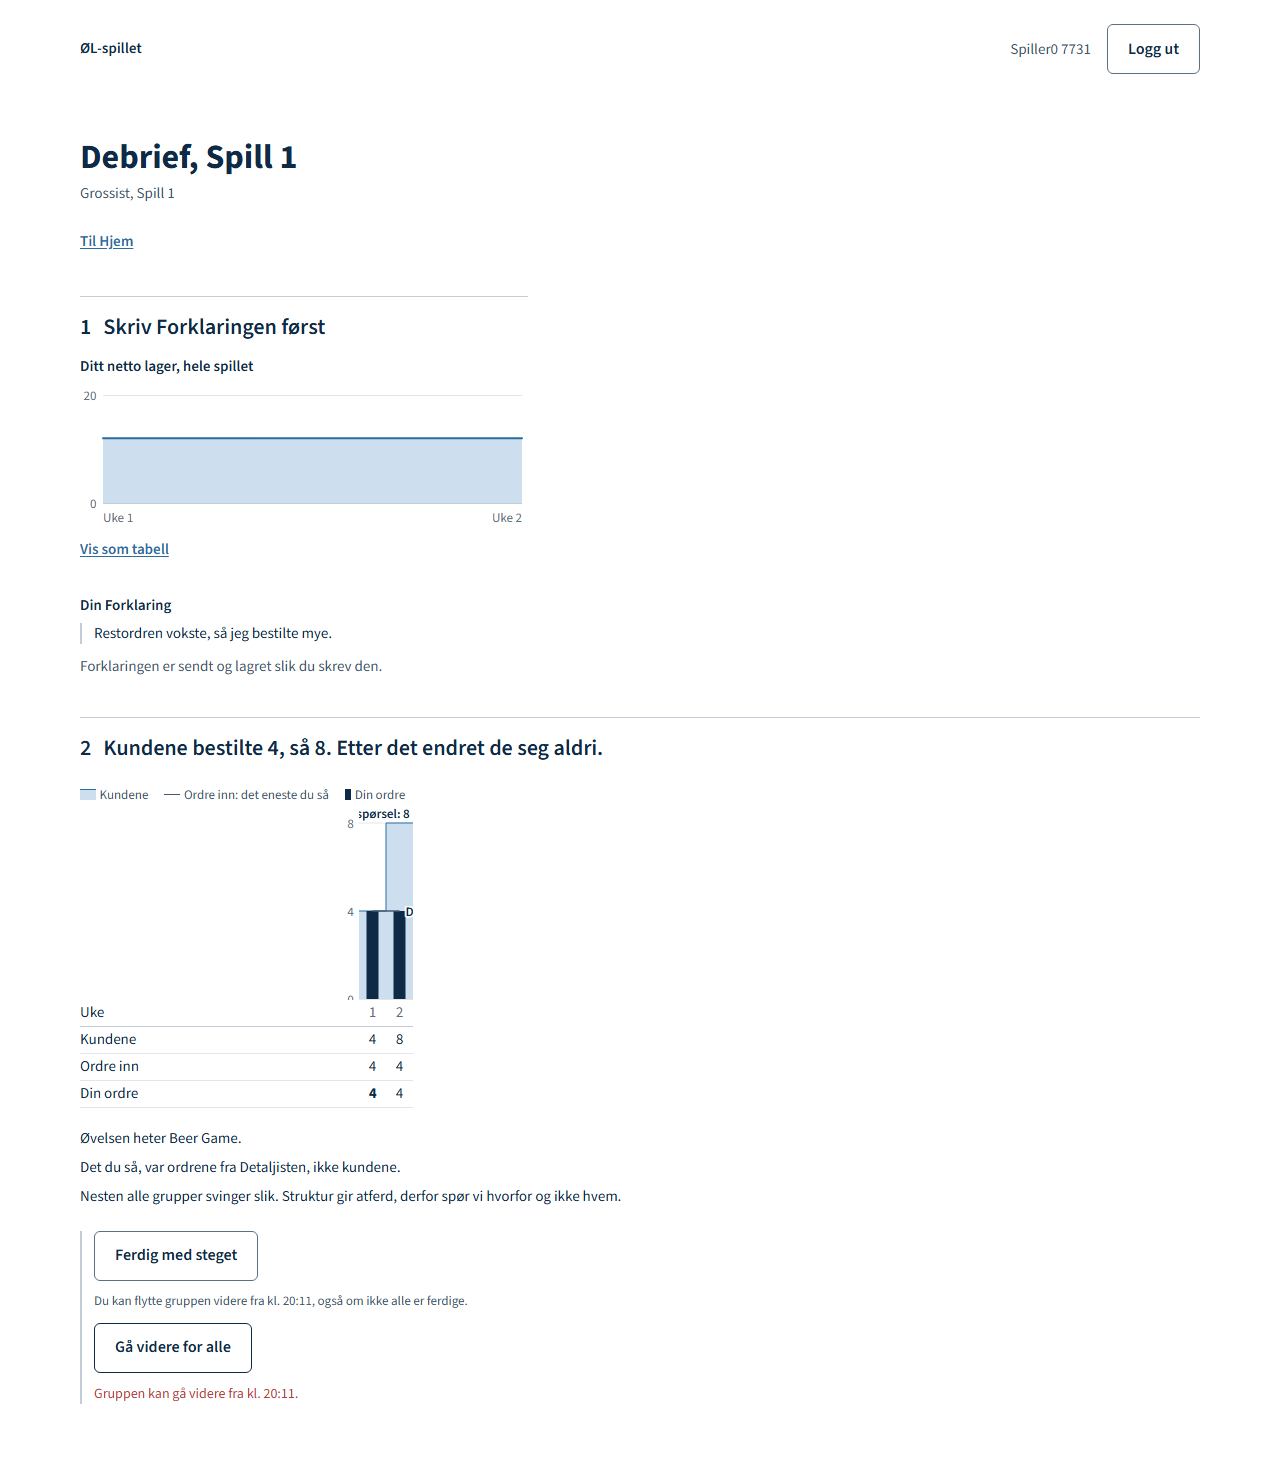 ØL-spillet
Spiller0 7731
Logg ut
Debrief, Spill 1
Grossist, Spill 1
Til Hjem
1 Skriv Forklaringen først
Ditt netto lager, hele spillet
20
0
Uke 1 Uke 2
Vis som tabell
Din Forklaring
Restordren vokste, så jeg bestilte mye.
Forklaringen er sendt og lagret slik du skrev den.
2 Kundene bestilte 4, så 8. Etter det endret de seg aldri.
Kundene Ordre inn: det eneste du så Din ordre
spørsel: 8
8
4
D
0
Uke 1 2
Kundene 4 8
Ordre inn 4 4
Din ordre 4 4
Øvelsen heter Beer Game.
Det du så, var ordrene fra Detaljisten, ikke kundene.
Nesten alle grupper svinger slik. Struktur gir atferd, derfor spør vi hvorfor og ikke hvem.
Ferdig med steget
Du kan flytte gruppen videre fra kl. 20:11, også om ikke alle er ferdige.
Gå videre for alle
Gruppen kan gå videre fra kl. 20:11.